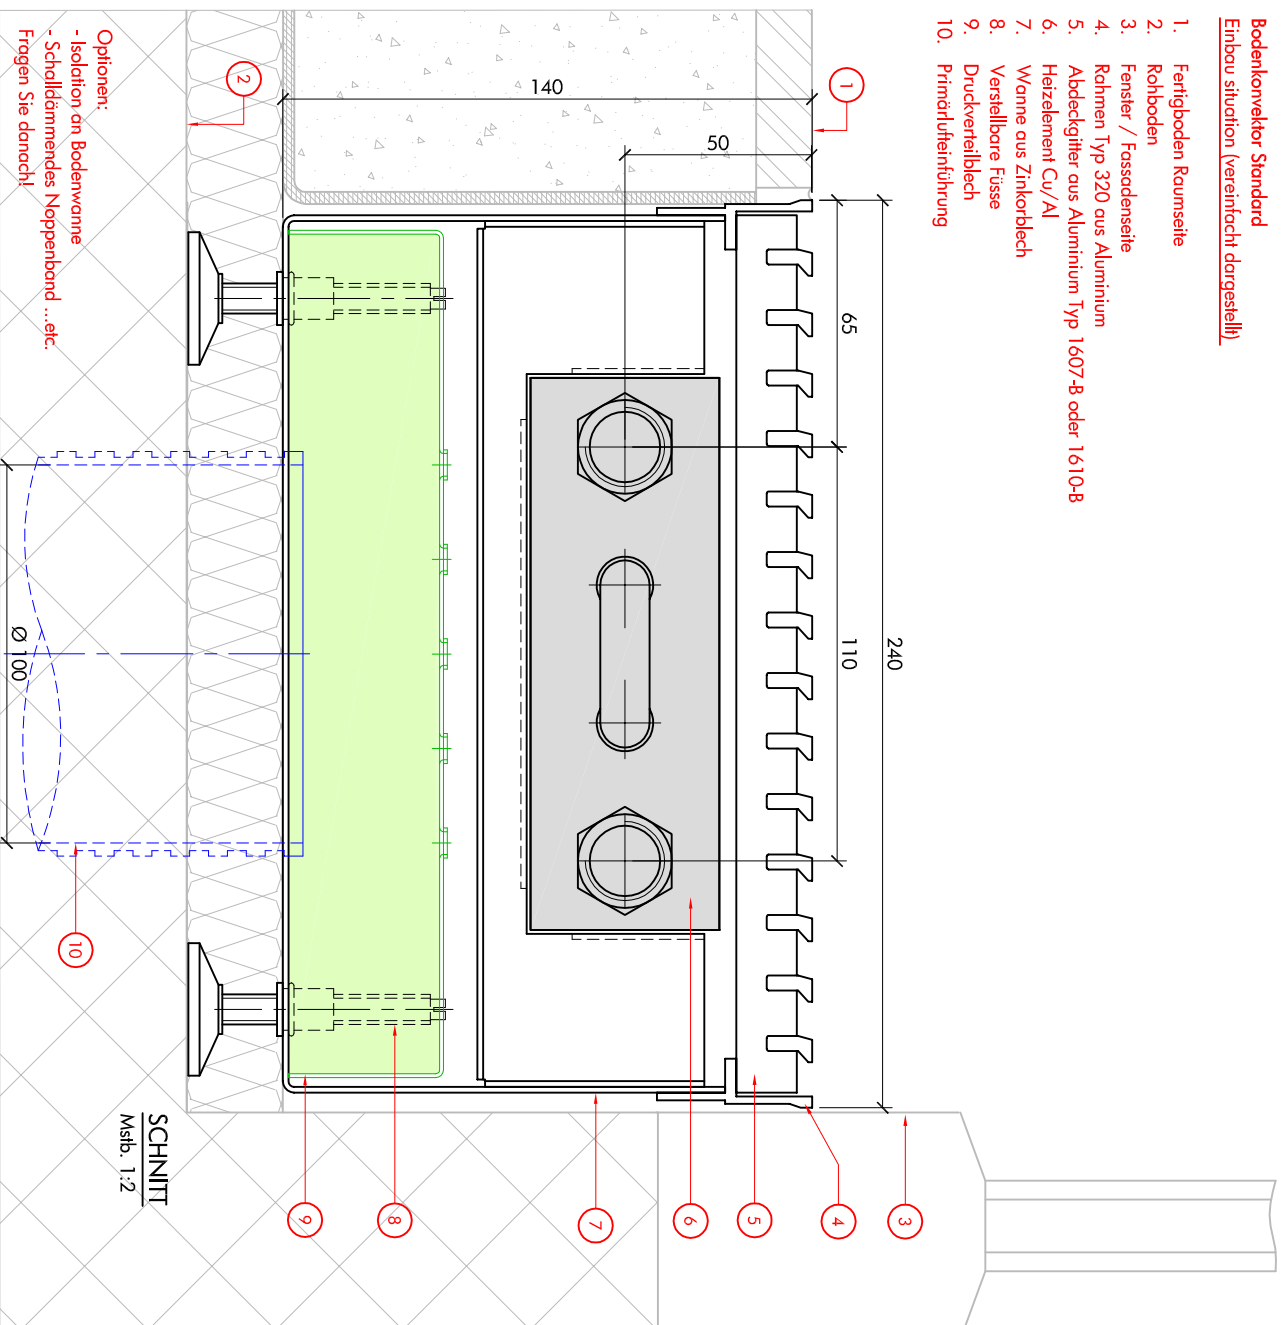 Bodenkonvektor Standard
Einbau situation (vereinfacht dargestellt)
1. Fertigboden Raumseite
2. Rohboden
3. Fenster / Fassadenseite
4. Rahmen Typ 320 aus Aluminium
5. Abdeckgitter aus Aluminium Typ 1607-B oder 1610-B
6. Heizelement Cu/Al
7. Wanne aus Zinkorblech
8. Verstellbare Füsse
9. Druckverteilblech
10. Primärlufteinführung
240
65
110
1
50
140
2
3
4
5
6
7
8
9
10
Ø 100
SCHNITT
Mstb. 1:2
Optionen:
- Isolation an Bodenwanne
- Schalldämmendes Noppenband ...etc.
Fragen Sie danach!